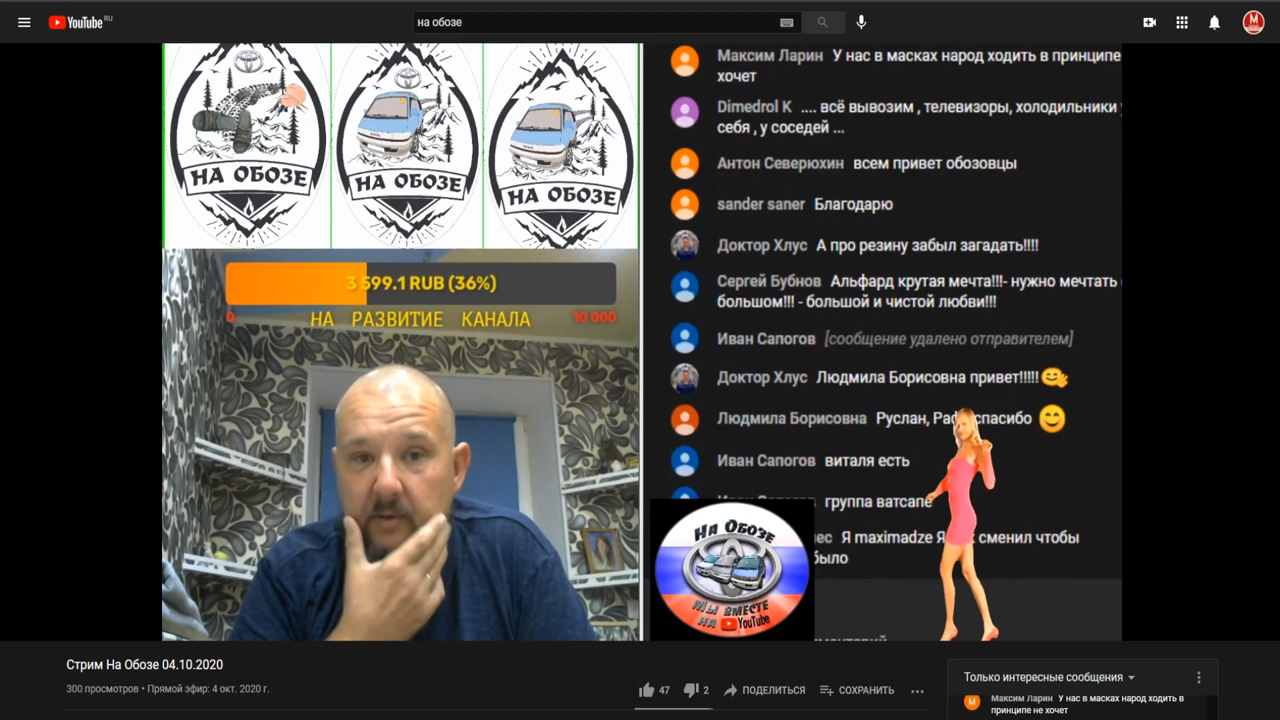 YouTube RU
на обозе
НА ОБОЗЕ
НА ОБОЗЕ
НА ОБОЗЕ
3 599.1 RUB (36%)
0 НА РАЗВИТИЕ КАНАЛА 10 000
Максим Ларин У нас в масках народ ходить в принципе
хочет
Dimedrol K .... всё вывозим , телевизоры, холодильники
себя , у соседей ...
Антон Северюхин всем привет обозовцы
sander saner Благодарю
Доктор Хлус А про резину забыл загадать!!!!
Сергей Бубнов Альфард крутая мечта!!!- нужно мечтать
большом!!! - большой и чистой любви!!!
Иван Сапогов [сообщение удалено отправителем]
Доктор Хлус Людмила Борисовна привет!!!!!
Людмила Борисовна Руслан, спасибо
Иван Сапогов виталя есть
группа ватсапе
Я maximadze сменил чтобы
было
На Обозе
МЫ ВМЕСТЕ
НА YouTube
Стрим На Обозе 04.10.2020
300 просмотров • Прямой эфир: 4 окт. 2020 г.
47 2 ПОДЕЛИТЬСЯ СОХРАНИТЬ
Только интересные сообщения
М Максим Ларин У нас в масках народ ходить в
принципе не хочет